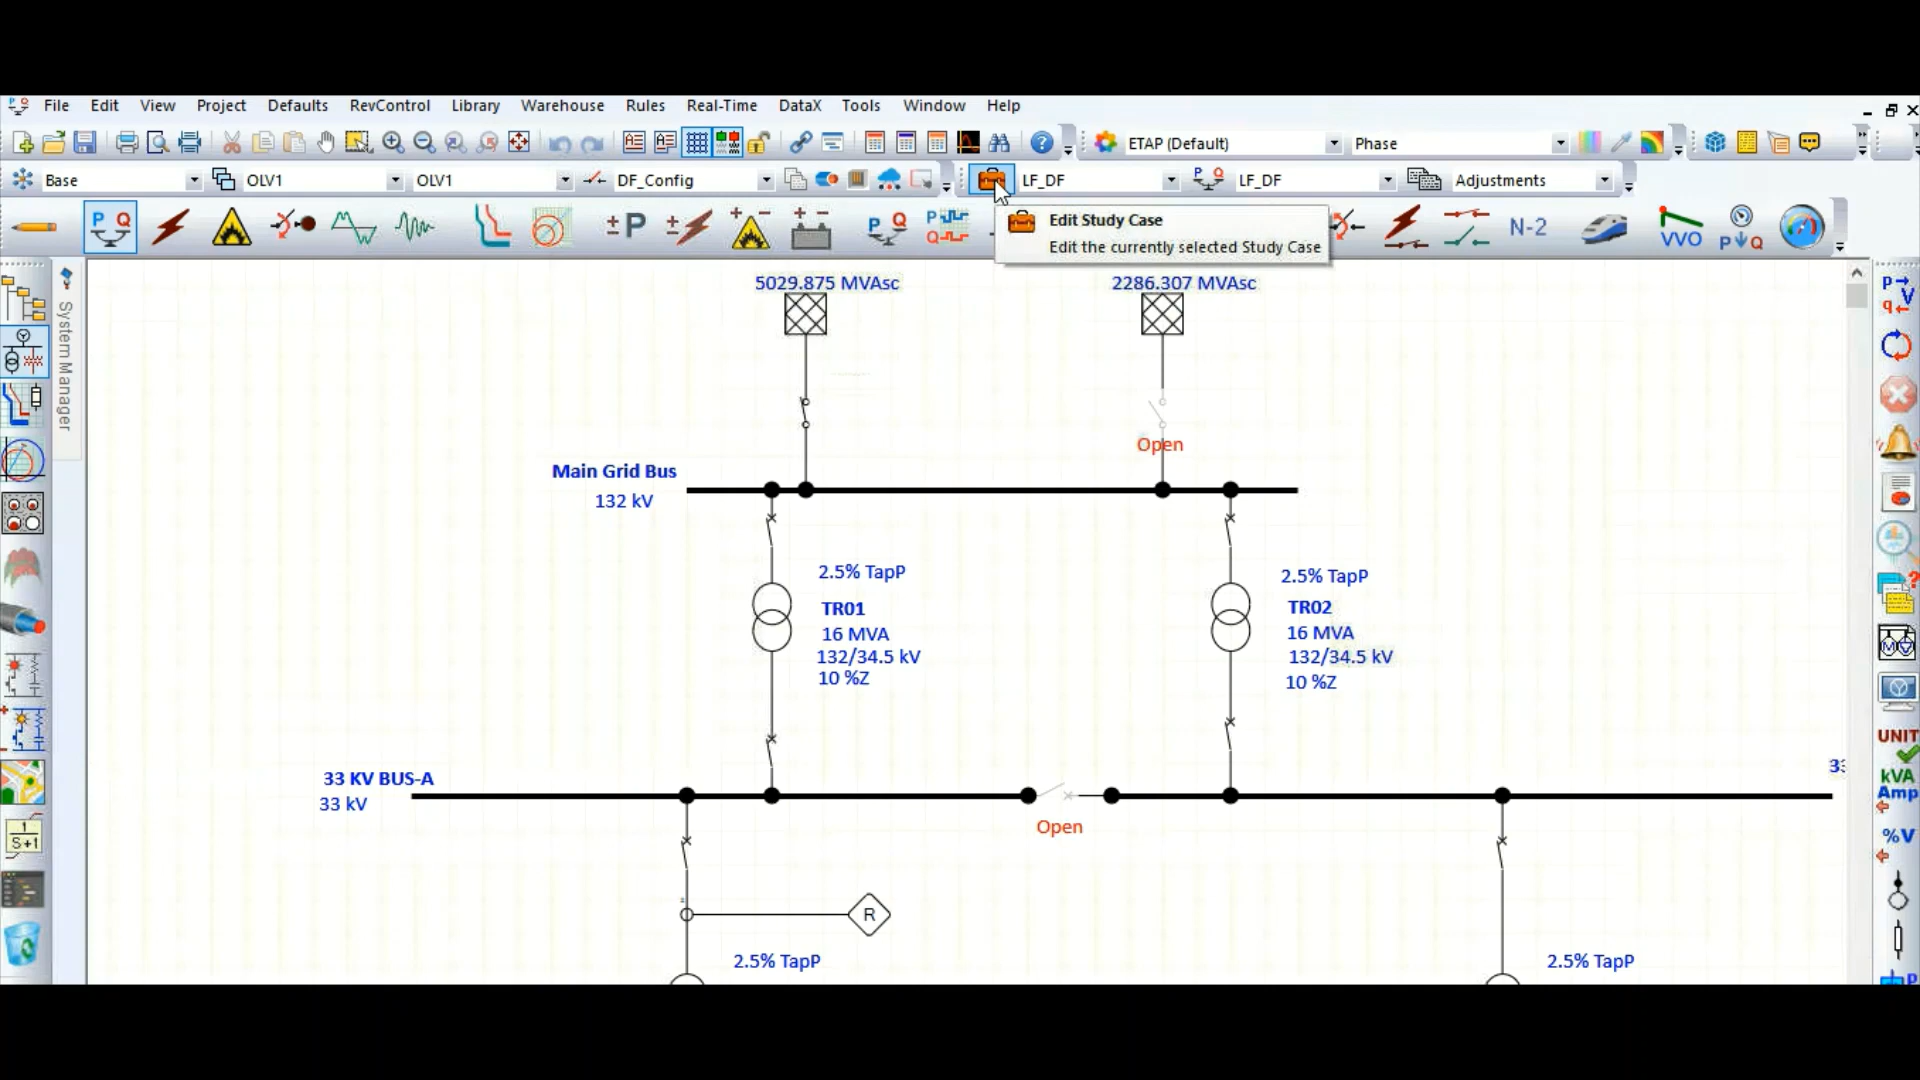 File Edit View Project Defaults RevControl Library Warehouse Rules Real-Time DataX Tools Window Help
ETAP (Default) Phase
Base OLV1 OLV1 DF_Config LF_DF LF_DF Adjustments
P Q ± P P Q P Q N-2 VVO P Q
Edit Study Case
Edit the currently selected Study Case
System Manager
5029.875 MVAsc 2286.307 MVAsc
Open
Main Grid Bus
132 kV
2.5% TapP 2.5% TapP
TR01 TR02
16 MVA 16 MVA
132/34.5 kV 132/34.5 kV
10 %Z 10 %Z
33 KV BUS-A
33 kV
Open
R
2.5% TapP 2.5% TapP
P V
q
UNIT
kVA
Amp
%V
P
1
S+1